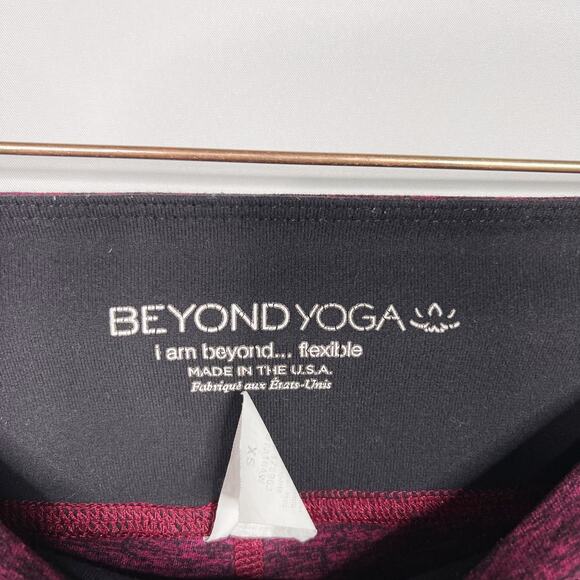 BEYOND YOGA
i am beyond... flexible
MADE IN THE U.S.A.
Fabriqué aux États-Unis
XS